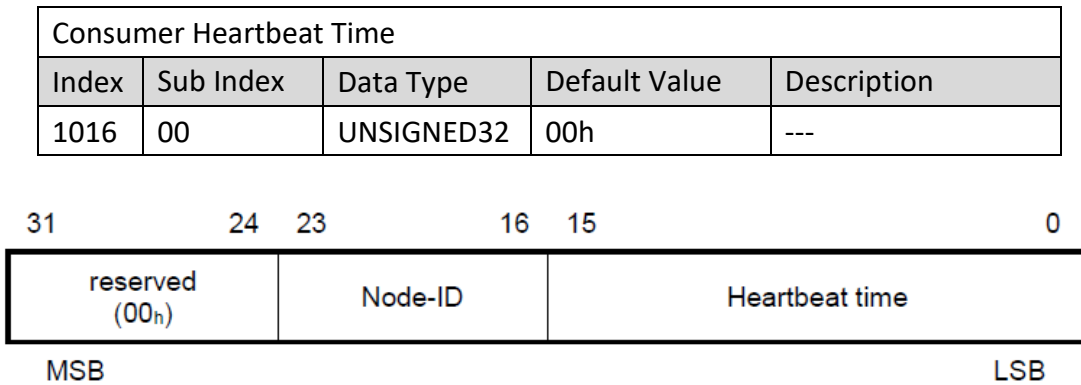 Consumer Heartbeat Time
Index Sub Index Data Type Default Value Description
1016 00 UNSIGNED32 00h ---
31 24 23 16 15 0
reserved
(00h)
Node-ID
Heartbeat time
MSB LSB